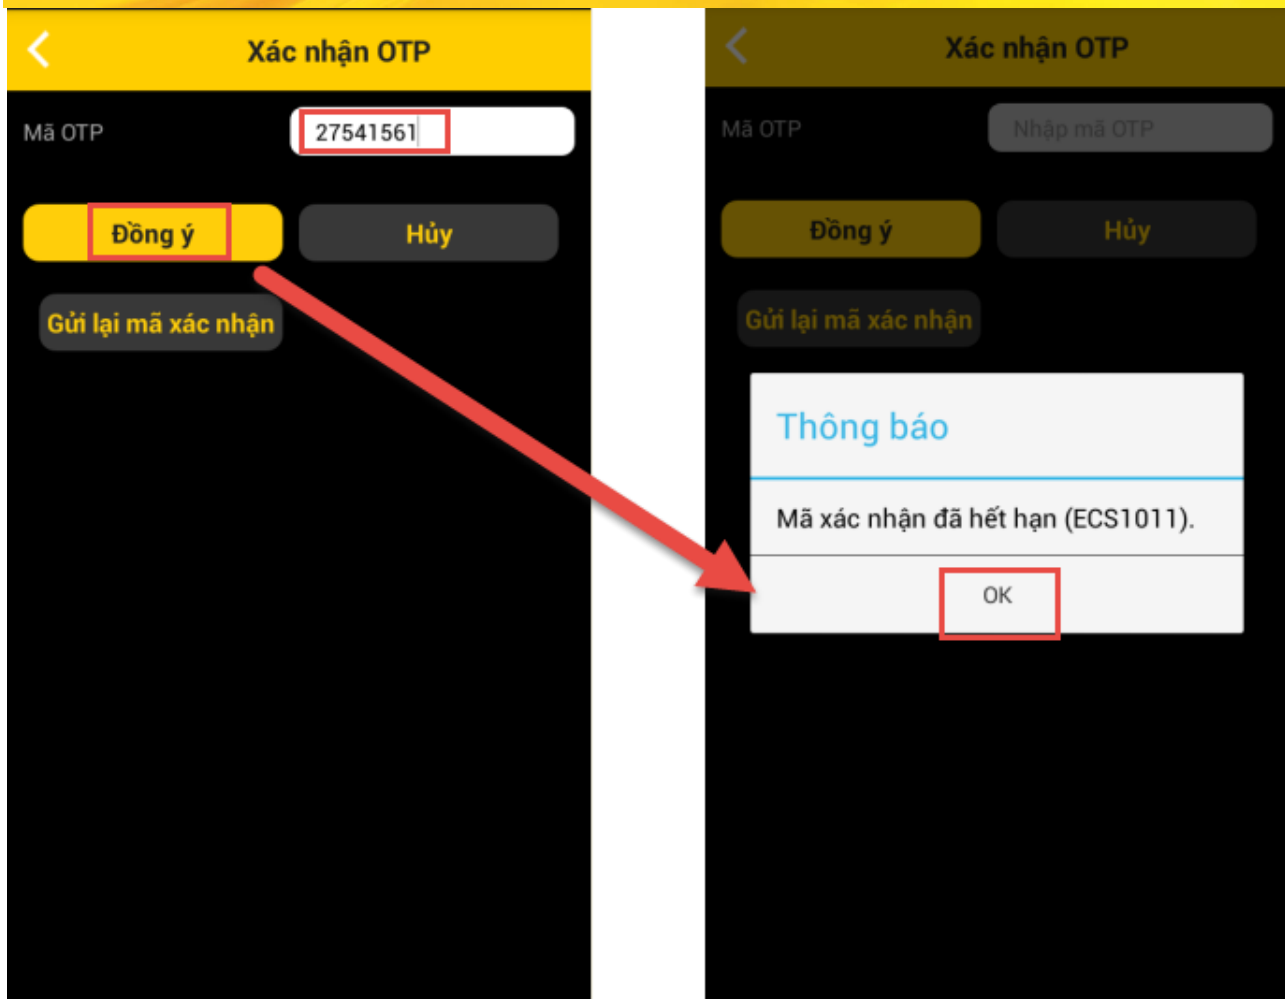 Xác nhận OTP
Mã OTP
27541561
Đồng ý
Hủy
Gửi lại mã xác nhận
Xác nhận OTP
Mã OTP
Nhập mã OTP
Đồng ý
Hủy
Gửi lại mã xác nhận
Thông báo
Mã xác nhận đã hết hạn (ECS1011).
OK